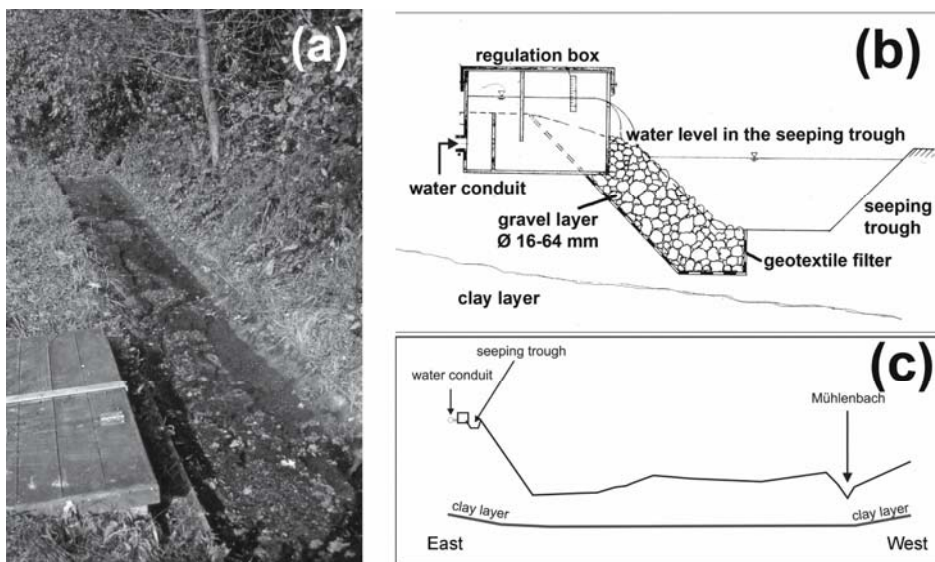 (a)
(b)
regulation box
water level in the seeping trough
water conduit
gravel layer
Ø 16-64 mm
seeping
trough
geotextile filter
clay layer
(c)
seeping trough
water conduit
Mühlenbach
clay layer
clay layer
East
West